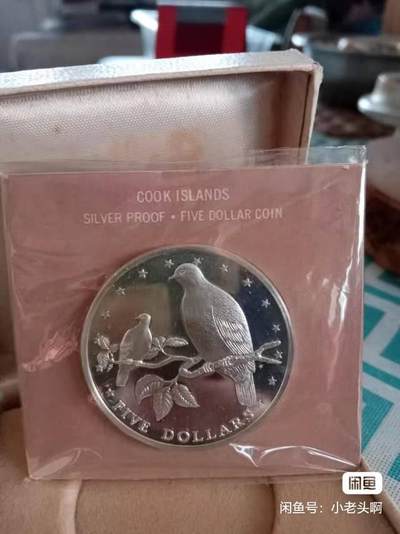 COOK ISLANDS
SILVER PROOF • FIVE DOLLAR COIN
FIVE DOLLARS
闲鱼
闲鱼号：小老头啊